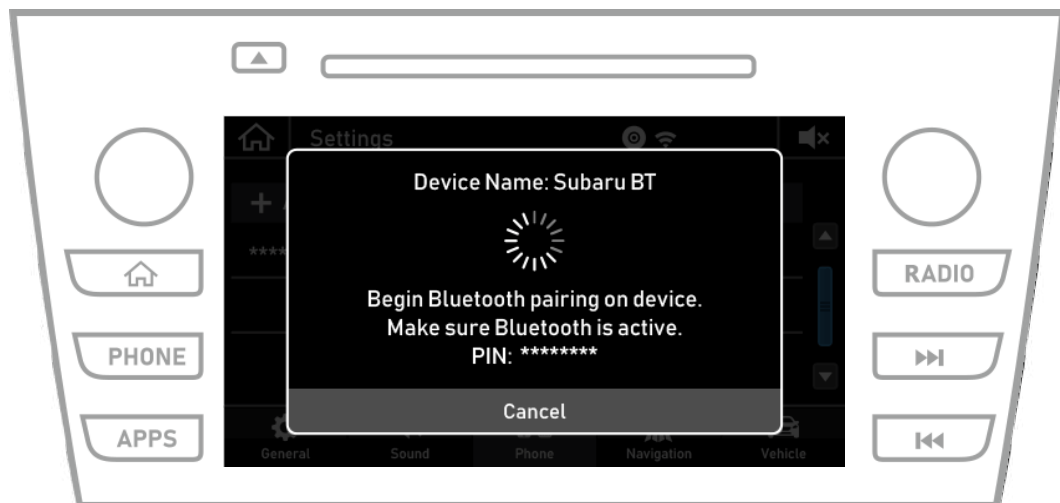 Settings
Device Name: Subaru BT
+ A
****
Begin Bluetooth pairing on device.
Make sure Bluetooth is active.
PIN: ********
Cancel
General Sound Phone Navigation Vehicle
RADIO
PHONE
APPS